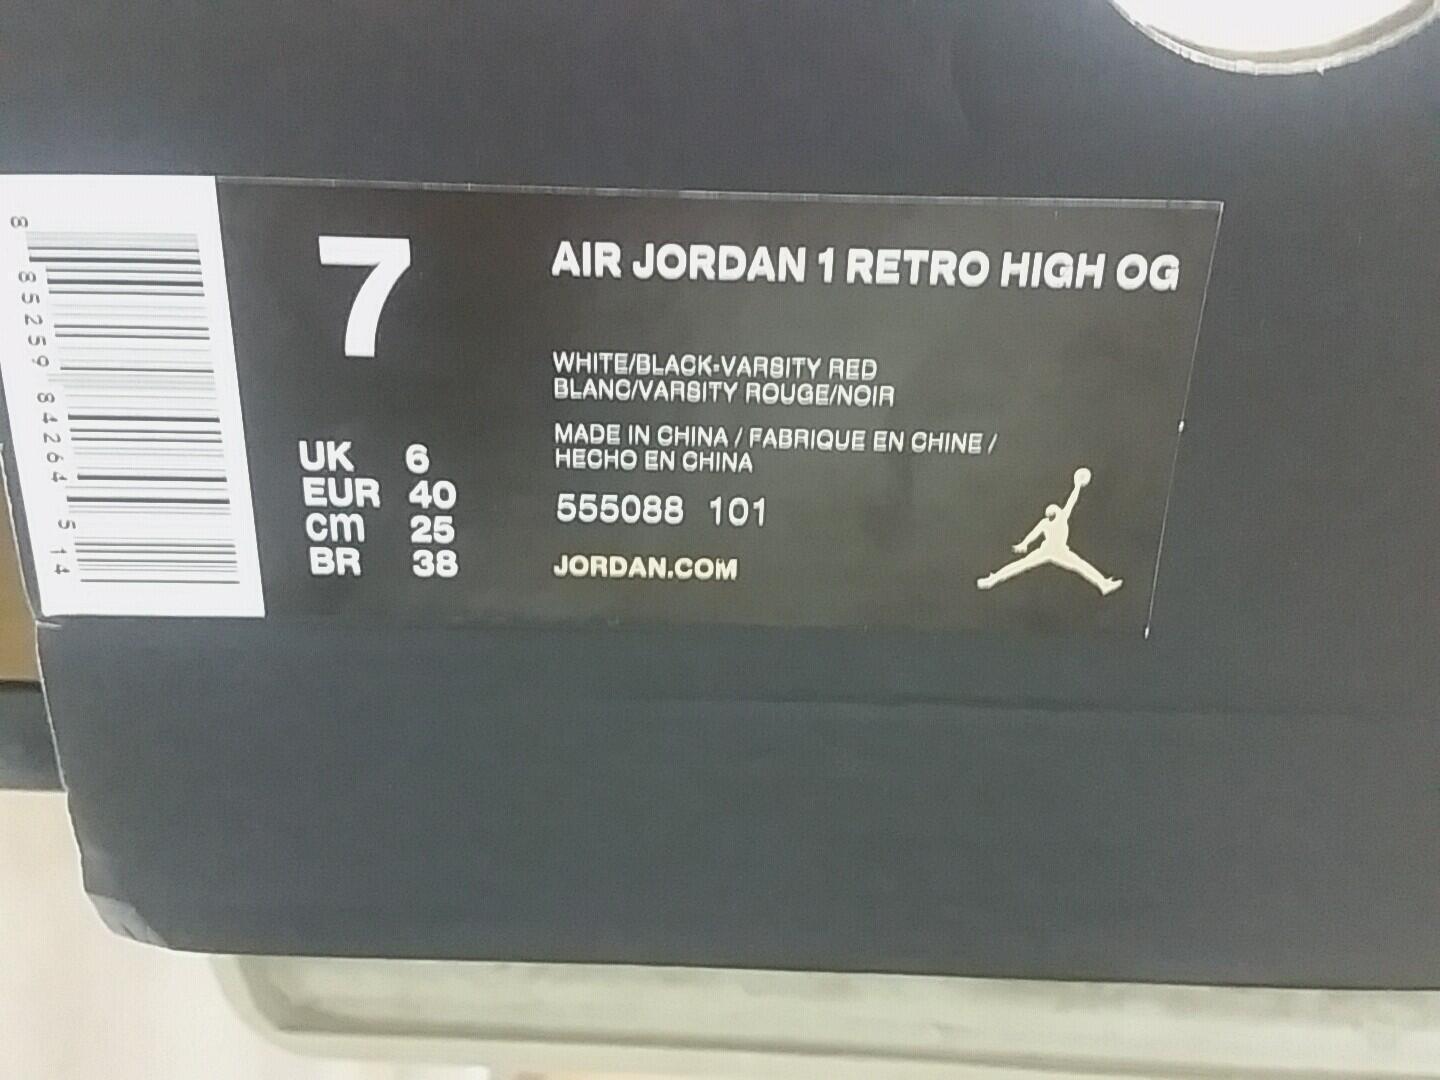 8 85259 84264 5 14
7
AIR JORDAN 1 RETRO HIGH OG
WHITE/BLACK-VARSITY RED
BLANC/VARSITY ROUGE/NOIR
MADE IN CHINA / FABRIQUE EN CHINE /
HECHO EN CHINA
555088 101
JORDAN.COM
UK 6
EUR 40
cm 25
BR 38